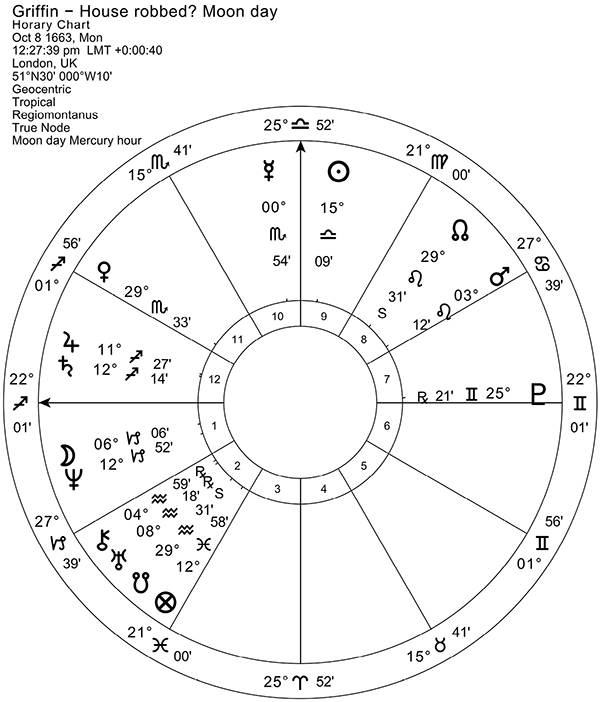 Griffin – House robbed? Moon day
Horary Chart
Oct 8 1663, Mon
12:27:39 pm LMT +0:00:40
London, UK
51°N30' 000°W10'
Geocentric
Tropical
Regiomontanus
True Node
Moon day Mercury hour
25° ♎ 52'
15° ♏ 41'
21° ♍ 00'
☿ 00° ♏ 54'
☉ 15° ♎ 09'
☊ 29° ♌ 31' S
♂ 03° ♌ 12'
27° ♋ 39'
56' ♐ 01°
♀ 29° ♏ 33'
♃ 11° ♐ 27'
♄ 12° ♐ 14'
10
9
11
8
12
7
1
6
2
5
3
4
22° ♐ 01'
℞ 21' ♊ 25° ♇
22° ♊ 01'
☽ 06° ♑ 06'
♆ 12° ♑ 52'
27° ♑ 39'
⚷ 04° ♒ 59' ℞
♅ 08° ♒ 18' ℞
☋ 29° ♒ 31' S
⊗ 12° ♓ 58'
56' ♊ 01°
21° ♓ 00'
15° ♉ 41'
25° ♈ 52'